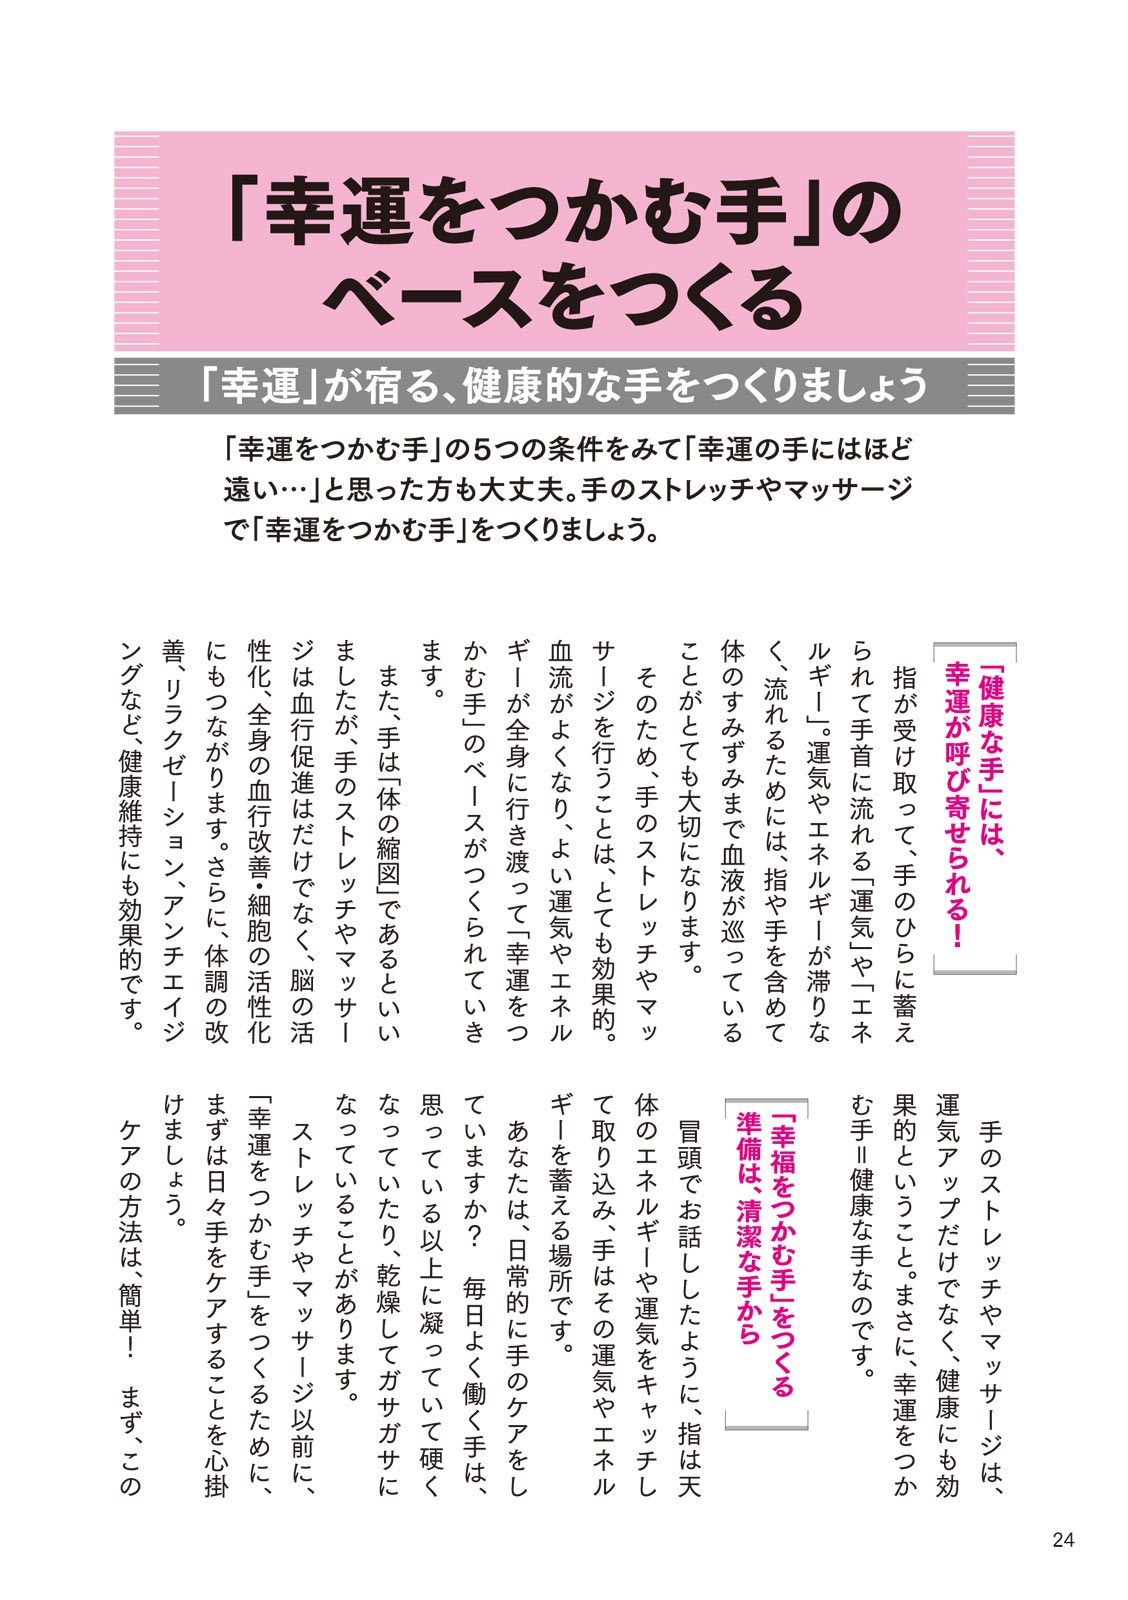 「幸運をつかむ手」の
ベースをつくる
「幸運」が宿る、健康的な手をつくりましょう
「幸運をつかむ手」の5つの条件をみて「幸運の手にはほど
遠い…」と思った方も大丈夫。手のストレッチやマッサージ
で「幸運をつかむ手」をつくりましょう。
「健康な手」には、
幸運が呼び寄せられる!
指が受け取って、手のひらに蓄え
られて手首に流れる「運気」や「エネ
ルギー」。運気やエネルギーが滞りな
く、流れるためには、指や手を含めて
体のすみずみまで血液が巡っている
ことがとても大切になります。
そのため、手のストレッチやマッ
サージを行うことは、とても効果的。
血流がよくなり、よい運気やエネル
ギーが全身に行き渡って「幸運をつ
かむ手」のベースがつくられていき
ます。
また、手は「体の縮図」であるといい
ましたが、手のストレッチやマッサー
ジは血行促進はだけでなく、脳の活
性化、全身の血行改善・細胞の活性化
にもつながります。さらに、体調の改
善、リラクゼーション、アンチエイジ
ングなど、健康維持にも効果的です。
手のストレッチやマッサージは、
運気アップだけでなく、健康にも効
果的ということ。まさに、幸運をつか
む手=健康な手なのです。
「幸福をつかむ手」をつくる
準備は、清潔な手から
冒頭でお話ししたように、指は天
体のエネルギーや運気をキャッチし
て取り込み、手はその運気やエネル
ギーを蓄える場所です。
あなたは、日常的に手のケアをし
ていますか? 毎日よく働く手は、
思っている以上に凝っていて硬く
なっていたり、乾燥してガサガサに
なっていることがあります。
ストレッチやマッサージ以前に、
「幸運をつかむ手」をつくるために、
まずは日々手をケアすることを心掛
けましょう。
ケアの方法は、簡単! まず、この
24